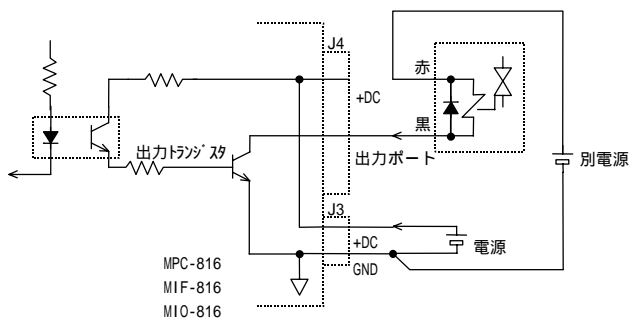 J4
赤
+DC
黒
出力トランジスタ
出力ポート
別電源
J3
+DC
電源
GND
MPC-816
MIF-816
MIO-816